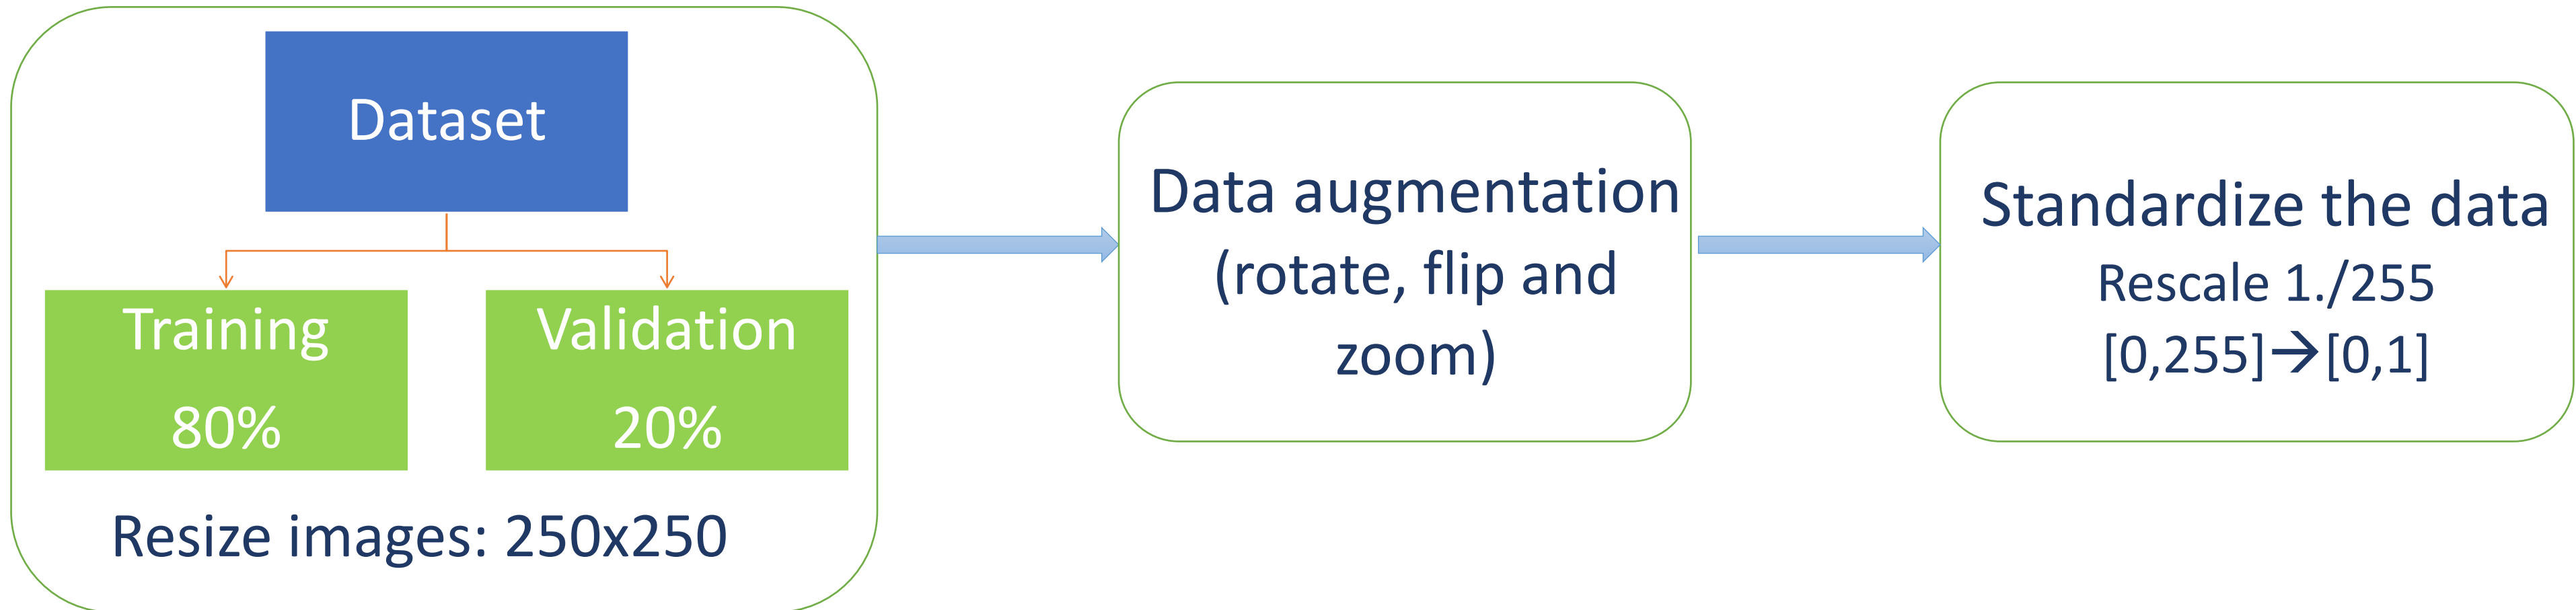 Dataset
Training
80%
Validation
20%
Resize images: 250x250
Data augmentation
(rotate, flip and
zoom)
Standardize the data
Rescale 1./255
[0,255]→[0,1]